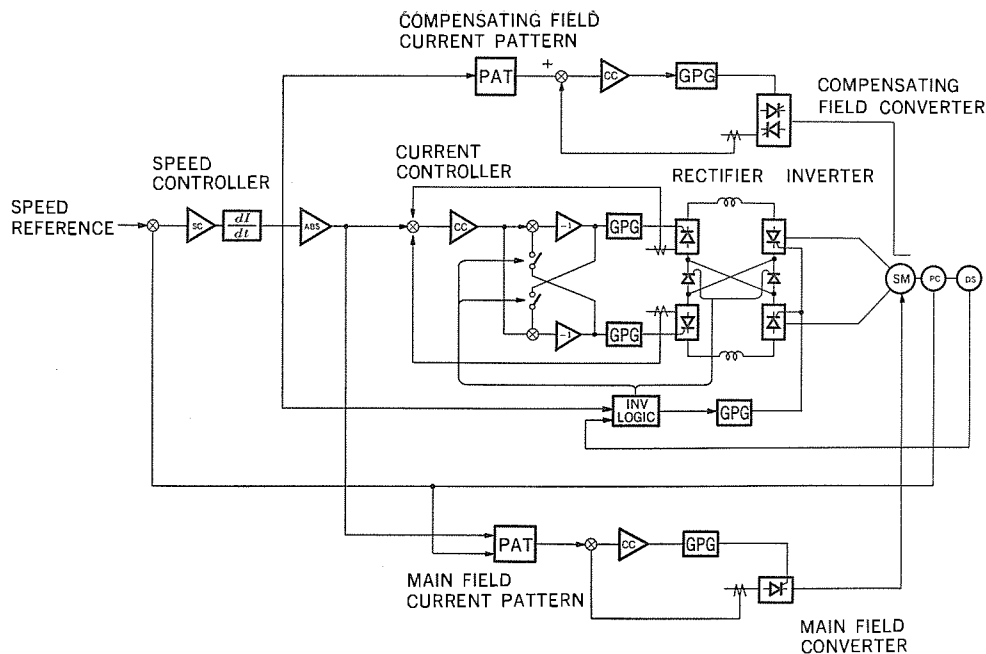 COMPENSATING FIELD
CURRENT PATTERN
+
PAT
CC
GPG
COMPENSATING
FIELD CONVERTER
SPEED
CONTROLLER
CURRENT
CONTROLLER
RECTIFIER INVERTER
SPEED
REFERENCE
SC
dI
dt
ABS
CC
-1
GPG
SM
PC
DS
-1
GPG
INV
LOGIC
GPG
PAT
CC
GPG
MAIN FIELD
CURRENT PATTERN
MAIN FIELD
CONVERTER